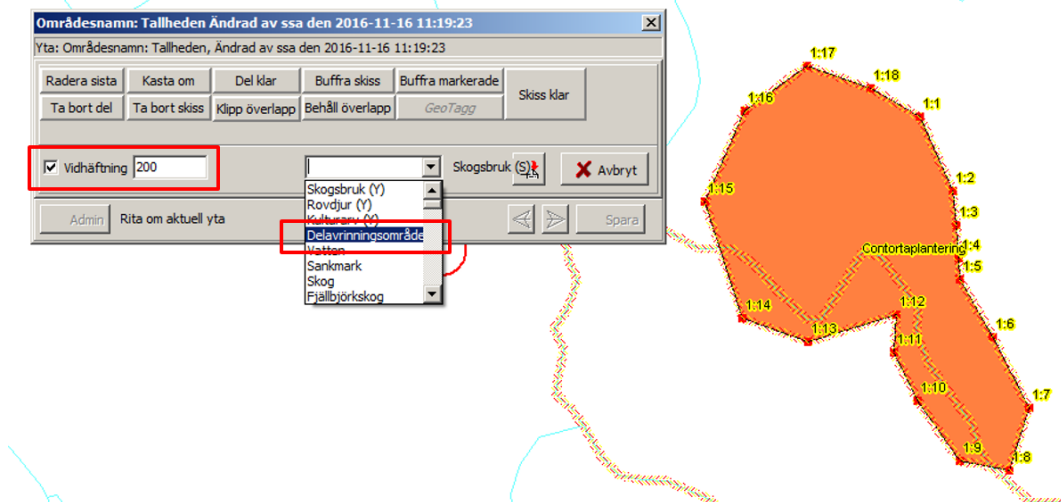 Områdesnamn: Tallheden Ändrad av ssa den 2016-11-16 11:19:23
Yta: Områdesnamn: Tallheden, Ändrad av ssa den 2016-11-16 11:19:23
Radera sista Kasta om Del klar Buffra skiss Buffra markerade Skiss klar
Ta bort del Ta bort skiss Klipp överlapp Behåll överlapp GeoTagg
Vidhäftning 200 Skogsbruk (S) Avbryt
Skogsbruk (Y)
Rovdjur (Y)
Kulturarv (Y)
Delavrinningsområde
Vatten
Sankmark
Skog
Fjällbjörkskog
Admin Rita om aktuell yta Spara
1:17
1:18
1:16
1:1
1:2
1:15
1:3
Contortaplantering
1:4
1:5
1:12
1:14
1:6
1:13
1:11
1:10
1:7
1:9
1:8